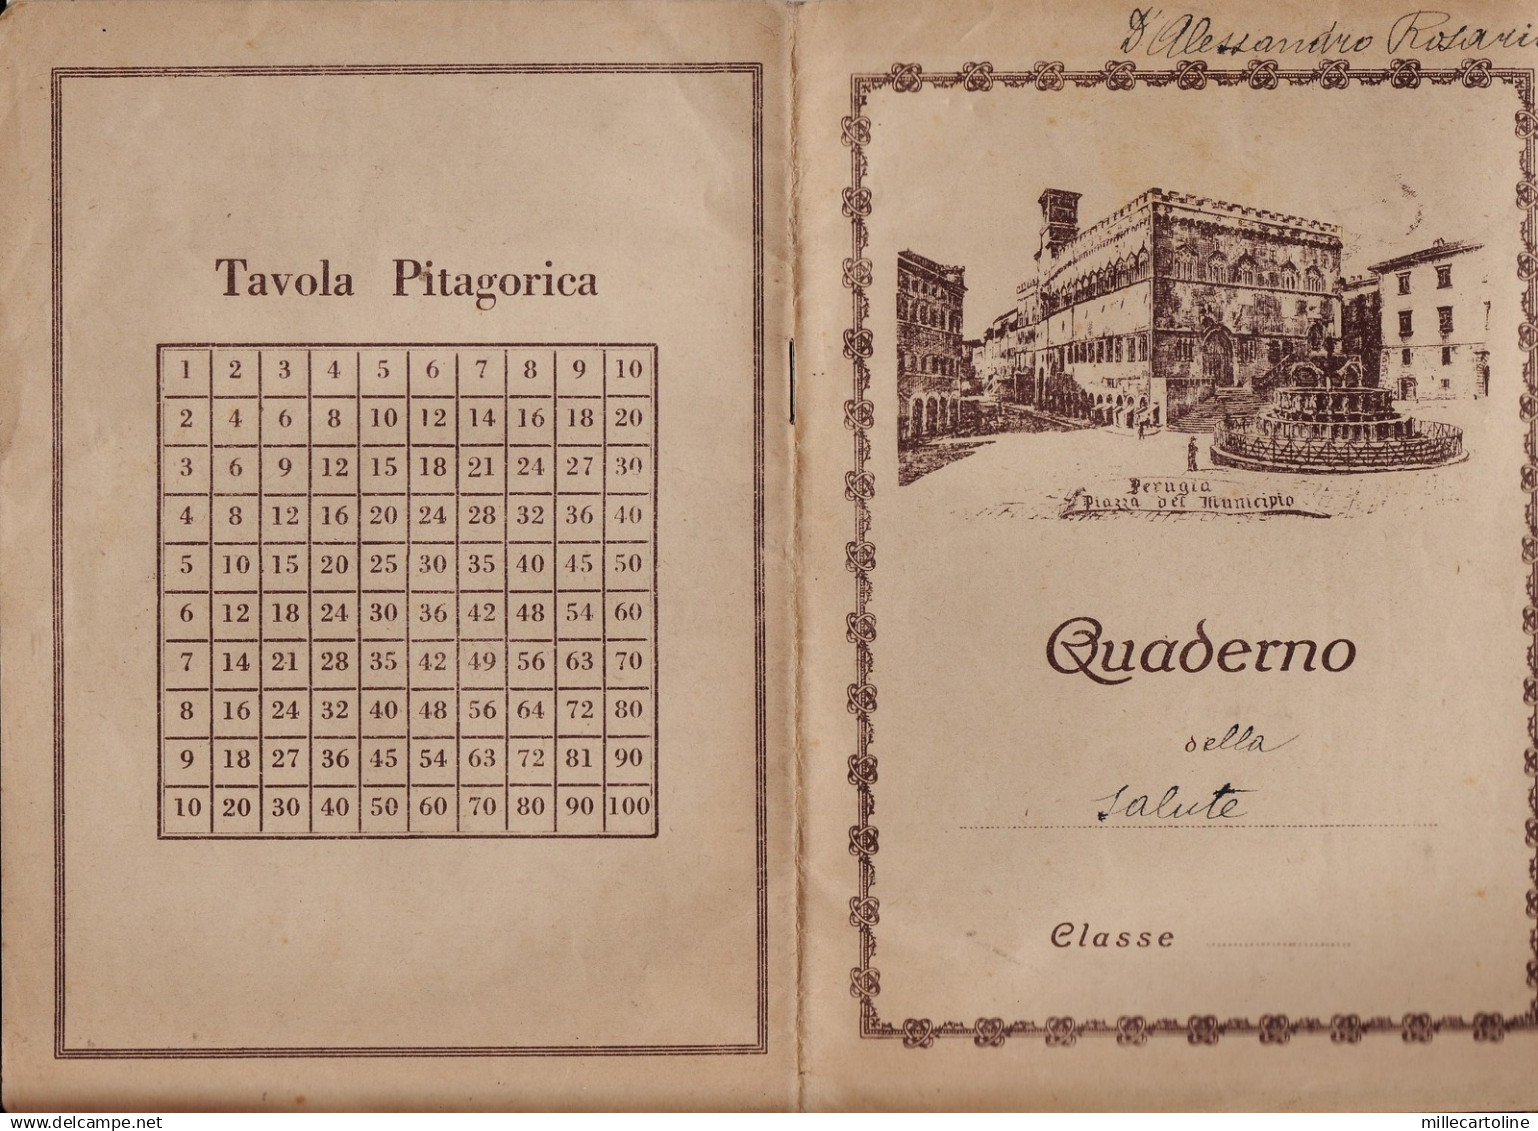 Tavola Pitagorica
1 2 3 4 5 6 7 8 9 10
2 4 6 8 10 12 14 16 18 20
3 6 9 12 15 18 21 24 27 30
4 8 12 16 20 24 28 32 36 40
5 10 15 20 25 30 35 40 45 50
6 12 18 24 30 36 42 48 54 60
7 14 21 28 35 42 49 56 63 70
8 16 24 32 40 48 56 64 72 80
9 18 27 36 45 54 63 72 81 90
10 20 30 40 50 60 70 80 90 100
D'Alessandro Rosari
Perugia
Piazza del Municipio
Quaderno
della
Salute
Classe
millecartoline
millecartoline